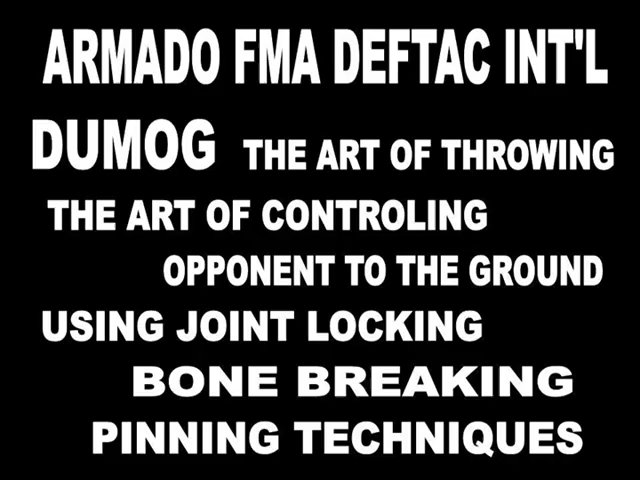 ARMADO FMA DEFTAC INT'L
DUMOG THE ART OF THROWING
THE ART OF CONTROLING
OPPONENT TO THE GROUND
USING JOINT LOCKING
BONE BREAKING
PINNING TECHNIQUES